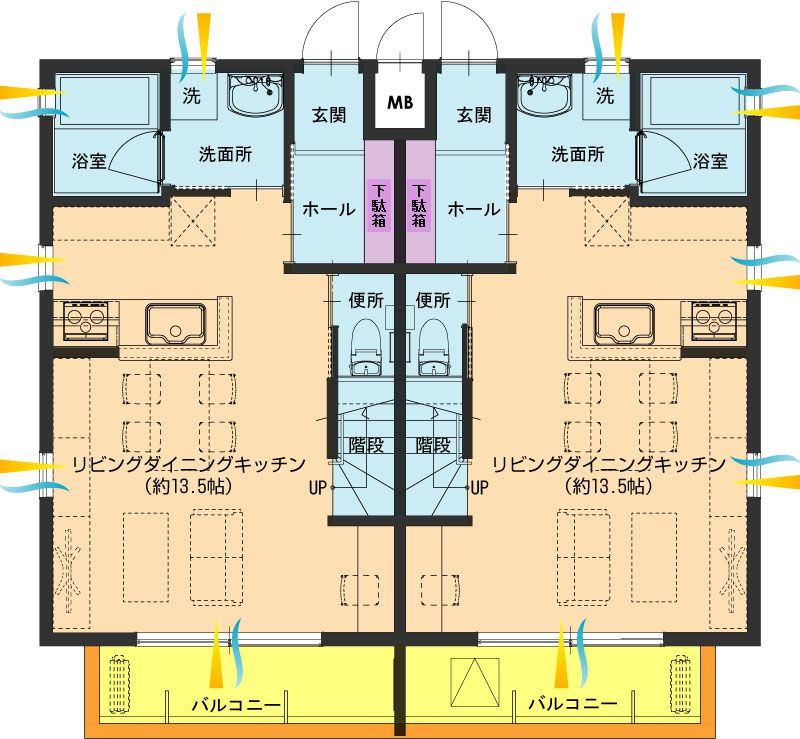 洗
洗
MB
玄関
玄関
洗面所
洗面所
浴室
浴室
下駄箱
下駄箱
ホール
ホール
便所
便所
階段
階段
リビングダイニングキッチン
(約13.5帖)
リビングダイニングキッチン
(約13.5帖)
UP
UP
バルコニー
バルコニー